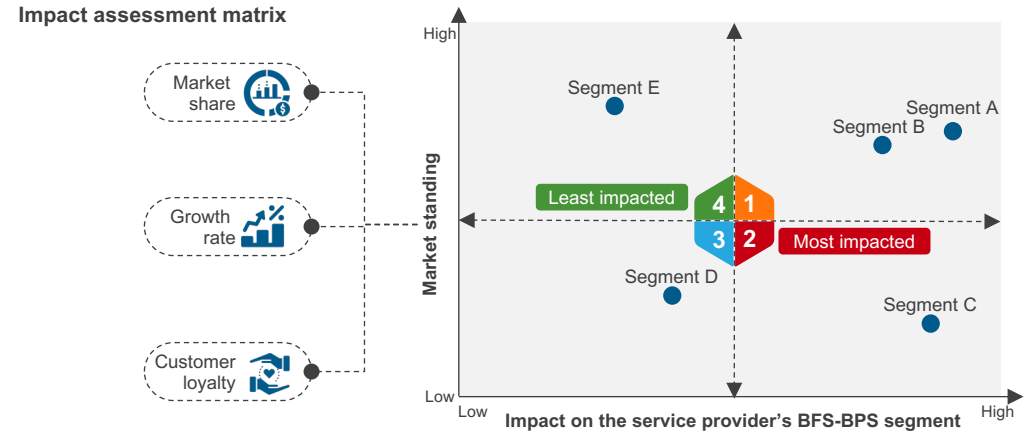 Impact assessment matrix
Market
share
Growth
rate
Customer
loyalty
Market standing
High
Segment E
Segment A
Segment B
Least impacted
4
1
3
2
Most impacted
Segment D
Segment C
Low
Low
High
Impact on the service provider's BFS-BPS segment